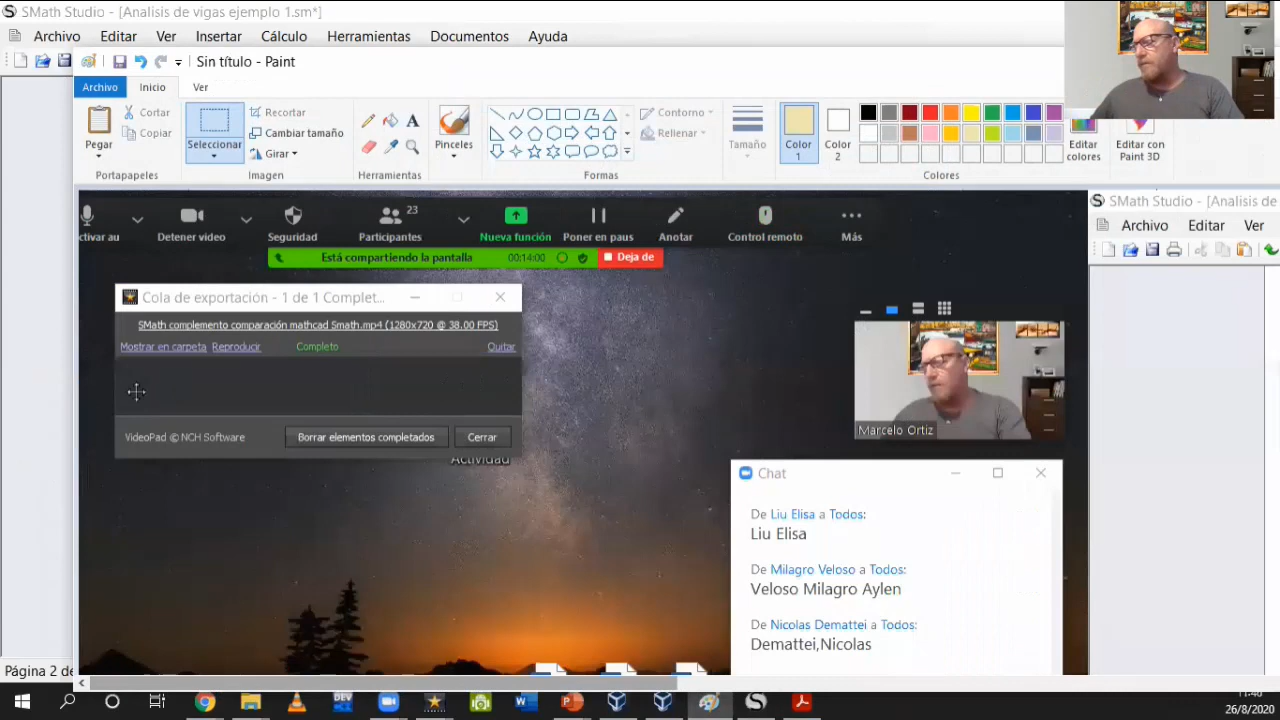 SMath Studio - [Analisis de vigas ejemplo 1.sm*]
Archivo Editar Ver Insertar Cálculo Herramientas Documentos Ayuda
Sin título - Paint
Archivo Inicio Ver
Pegar
Cortar
Copiar
Portapapeles
Seleccionar
Recortar
Cambiar tamaño
Girar
Imagen
Herramientas
Pinceles
Contorno
Rellenar
Formas
Tamaño
Color 1
Color 2
Editar colores
Editar con Paint 3D
Colores
ctivar au
Detener video
Seguridad
23
Participantes
Nueva función
Poner en paus
Anotar
Control remoto
Más
Está compartiendo la pantalla 00:14:00 Deja de
SMath Studio - [Analisis de
Archivo Editar Ver
Cola de exportación - 1 de 1 Complet...
SMath complemento comparación mathcad Smath.mp4 (1280x720 @ 38.00 FPS)
Mostrar en carpeta Reproducir Completo Quitar
VideoPad © NCH Software Borrar elementos completados Cerrar
Actividad
Marcelo Ortiz
Chat
De Liu Elisa a Todos:
Liu Elisa
De Milagro Veloso a Todos:
Veloso Milagro Aylen
De Nicolas Demattei a Todos:
Demattei,Nicolas
Página 2 de
DEV
11:46
26/8/2020